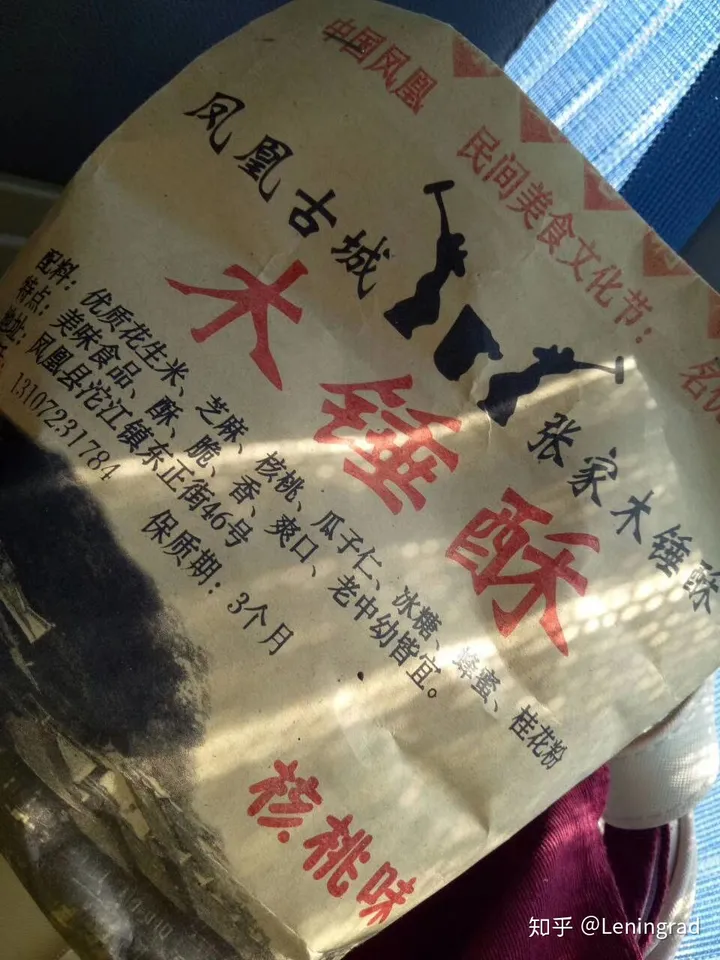 中国凤凰
民间美食文化节：
凤凰古城
木锤酥
张家木锤酥
配料：优质花生米、芝麻、核桃、瓜子仁、冰糖、蜂蜜、桂花粉
特点：美味食品、酥、脆、香、爽口、老中幼皆宜。
地址：凤凰县沱江镇东正街46号
13107231784
保质期：3个月
核桃味
知乎 @Leningrad